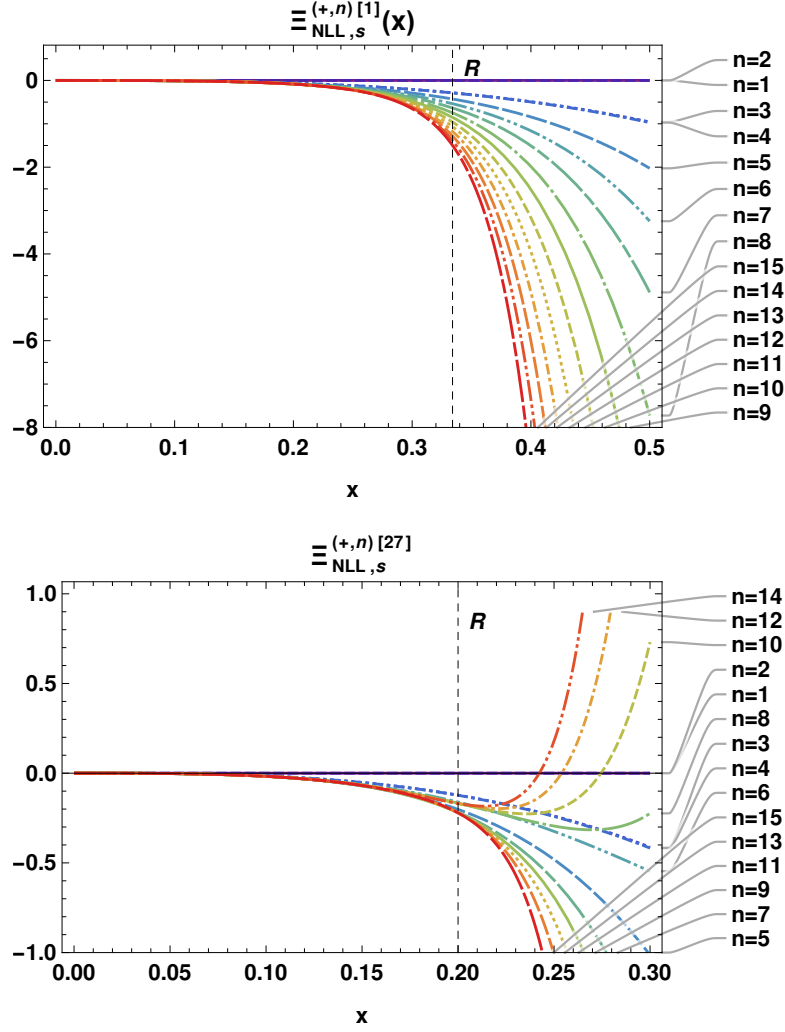 Ξ_{NLL,s}^{(+,n)[1]}(x)
R
0
−2
−4
−6
−8
0.0 0.1 0.2 0.3 0.4 0.5
x
n=2
n=1
n=3
n=4
n=5
n=6
n=7
n=8
n=15
n=14
n=13
n=12
n=11
n=10
n=9
Ξ_{NLL,s}^{(+,n)[27]}
R
1.0
0.5
0.0
−0.5
−1.0
0.00 0.05 0.10 0.15 0.20 0.25 0.30
x
n=14
n=12
n=10
n=2
n=1
n=8
n=3
n=4
n=6
n=15
n=13
n=11
n=9
n=7
n=5